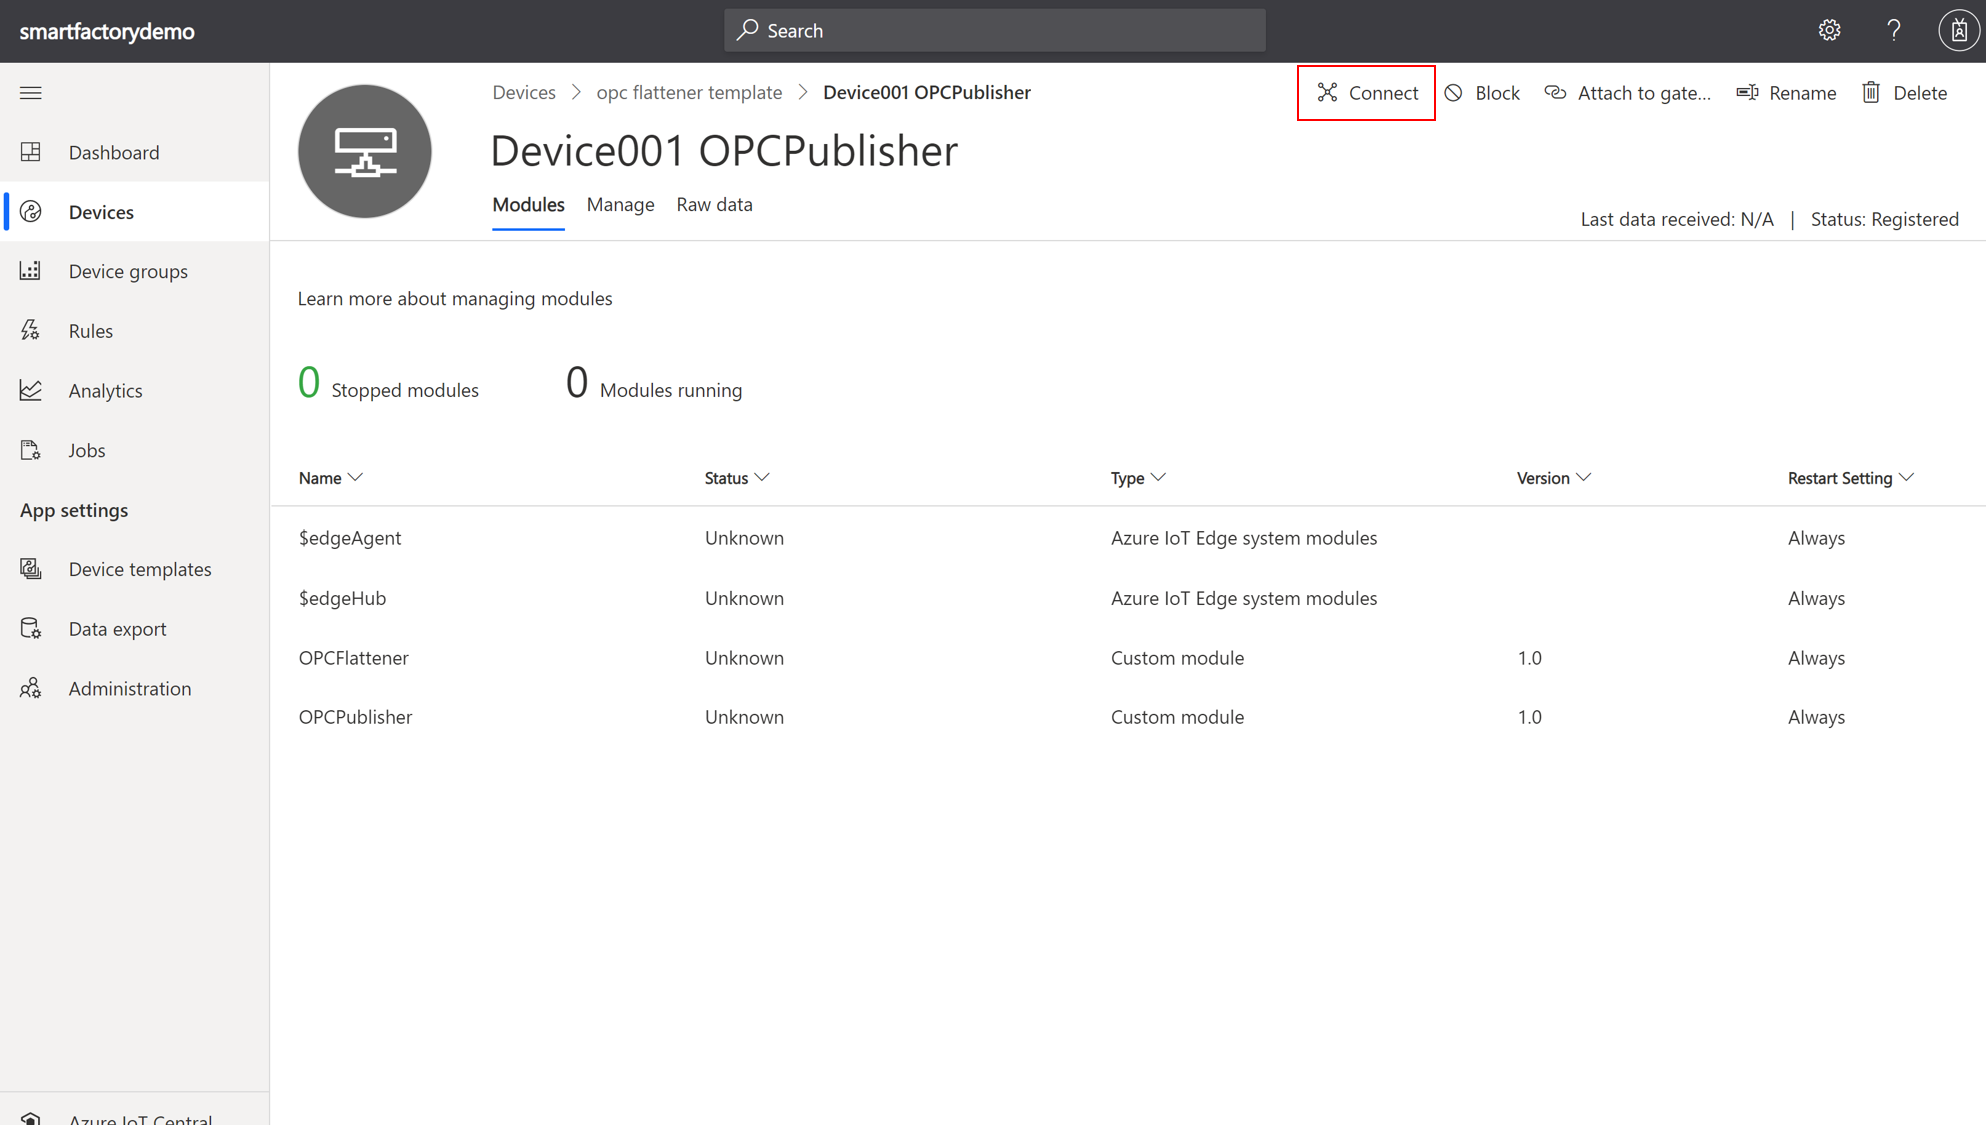 smartfactorydemo
Search
?
Devices > opc flattener template > Device001 OPCPublisher
Connect
Block
Attach to gate...
Rename
Delete
Device001 OPCPublisher
Modules Manage Raw data
Last data received: N/A | Status: Registered
Dashboard
Devices
Device groups
Rules
Analytics
Jobs
App settings
Device templates
Data export
Administration
Azure IoT Central
Learn more about managing modules
0 Stopped modules 0 Modules running
Name Status Type Version Restart Setting
$edgeAgent Unknown Azure IoT Edge system modules Always
$edgeHub Unknown Azure IoT Edge system modules Always
OPCFlattener Unknown Custom module 1.0 Always
OPCPublisher Unknown Custom module 1.0 Always